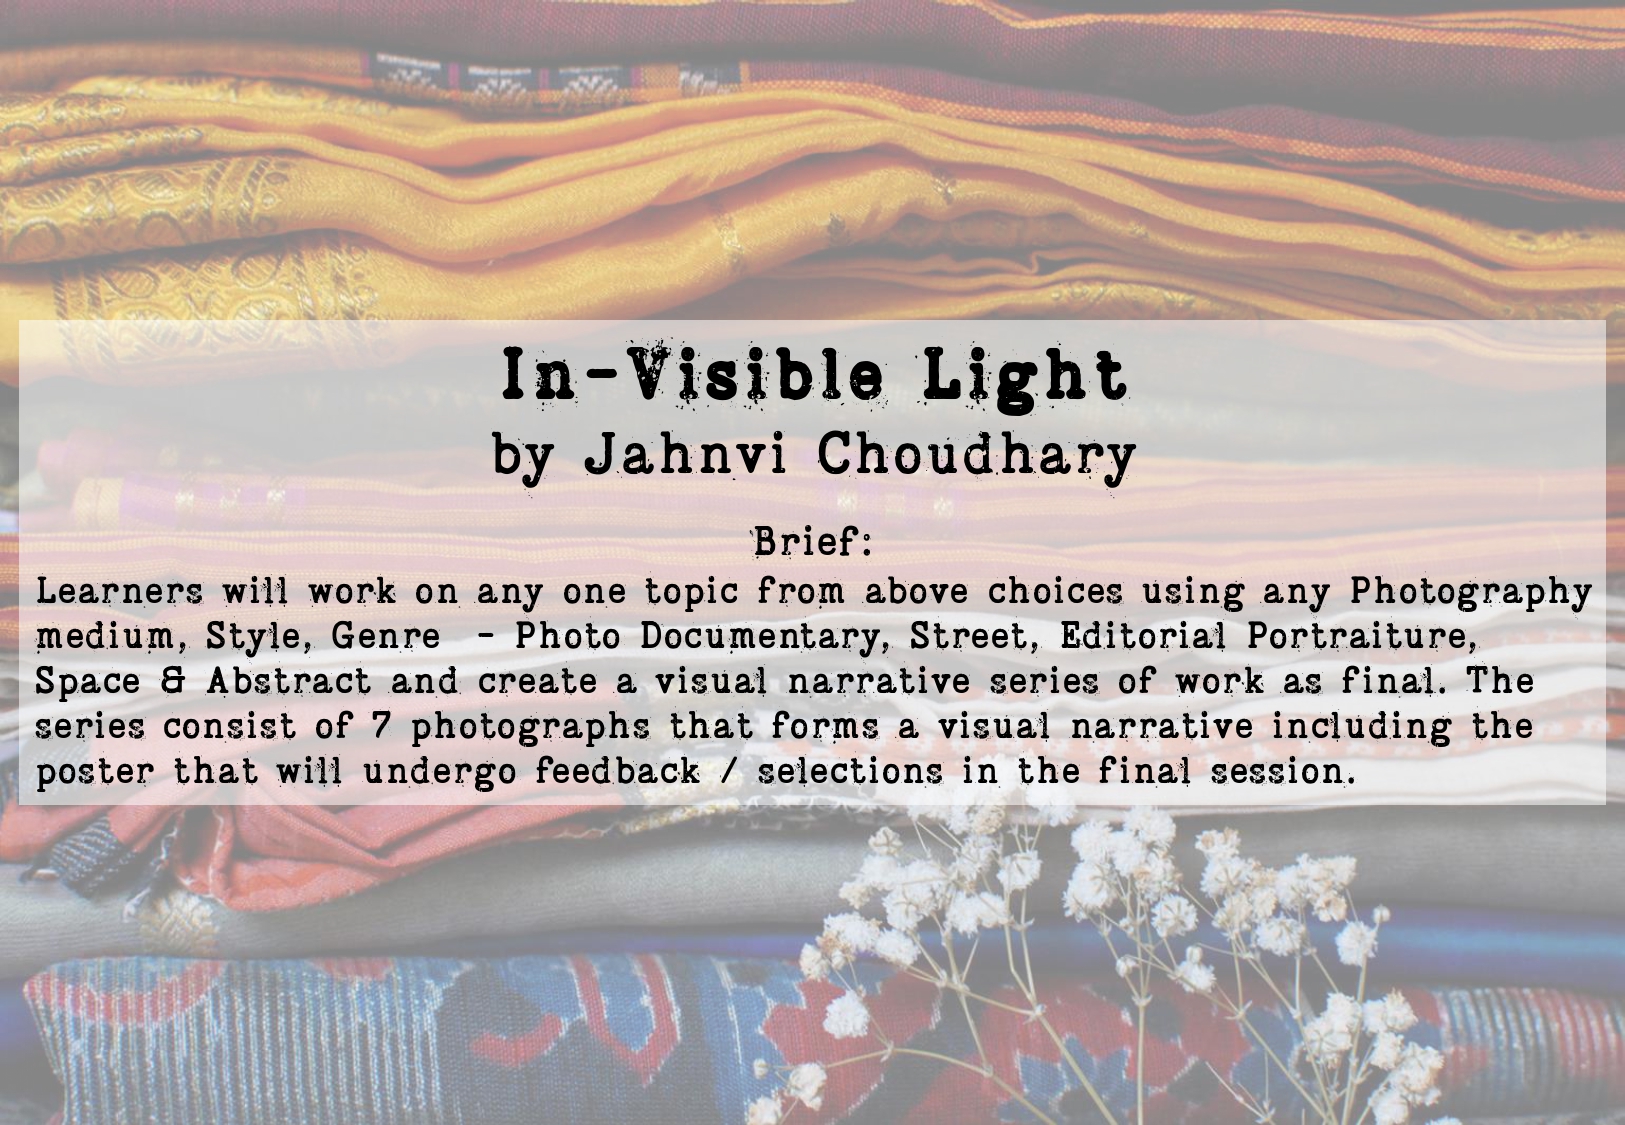 In-Visible Light
by Jahnvi Choudhary
Brief:
Learners will work on any one topic from above choices using any Photography
medium, Style, Genre  - Photo Documentary, Street, Editorial Portraiture,
Space & Abstract and create a visual narrative series of work as final. The
series consist of 7 photographs that forms a visual narrative including the
poster that will undergo feedback / selections in the final session.